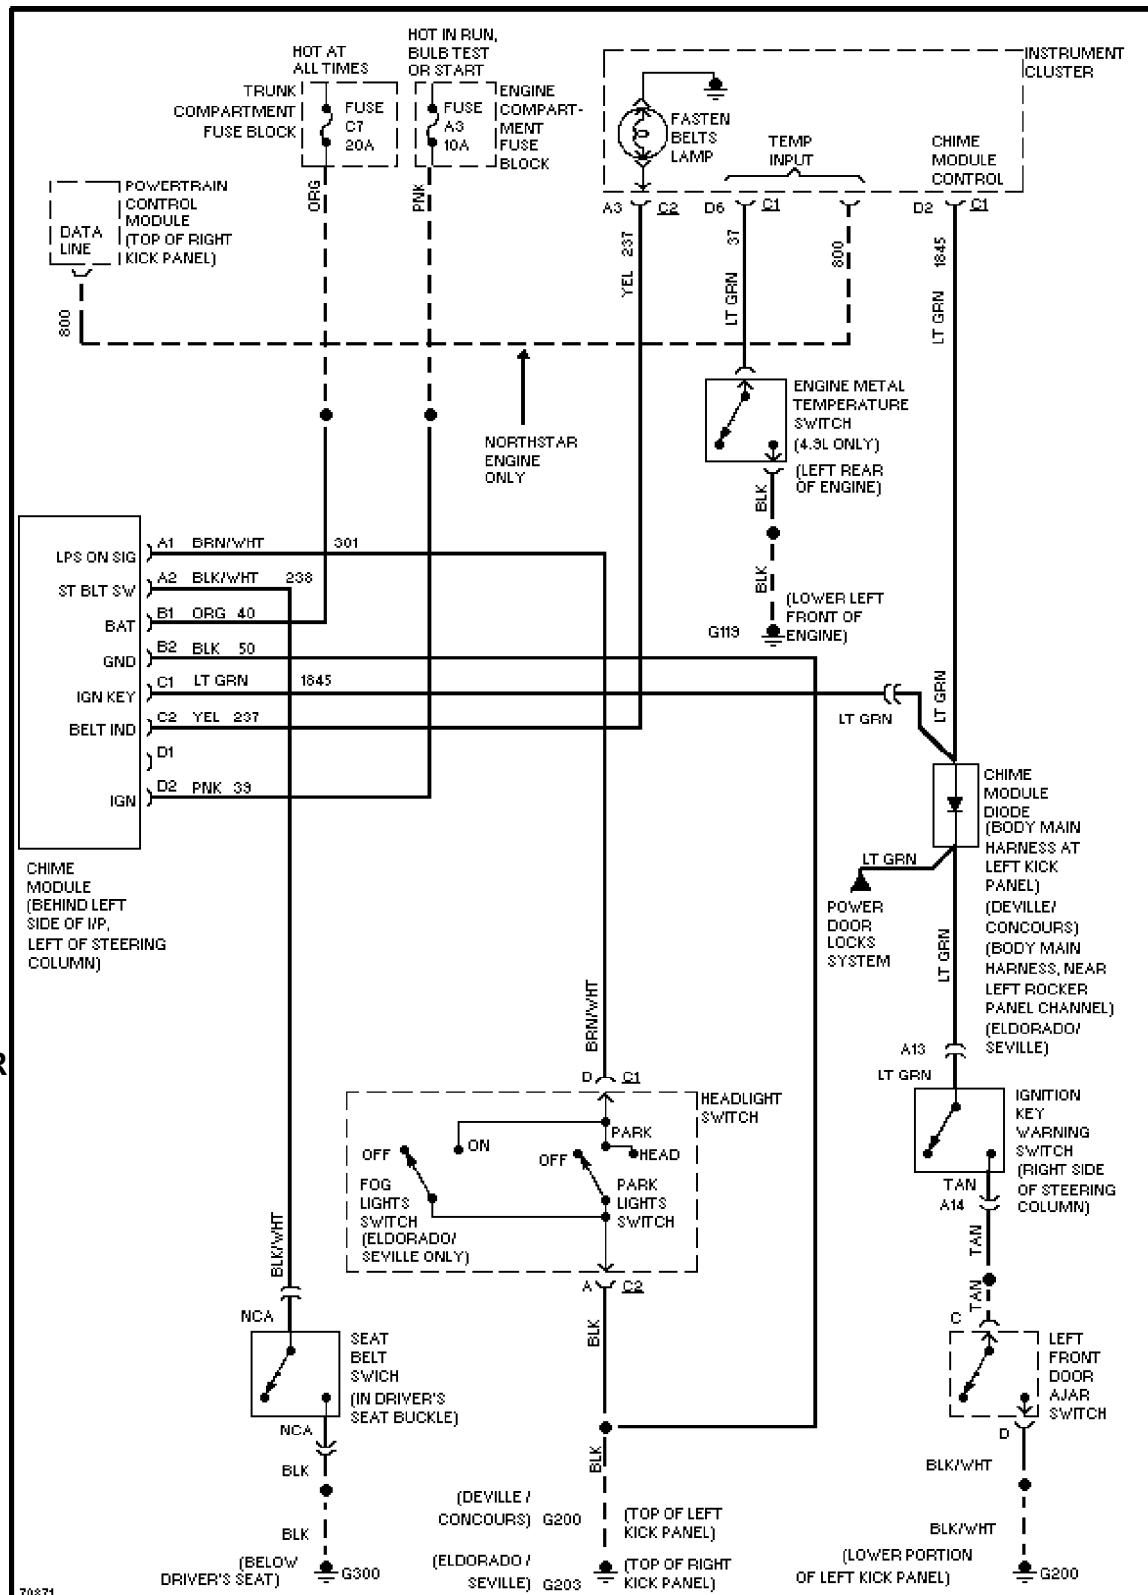 HOT AT
ALL TIMES
HOT IN RUN,
BULB TEST
OR START
TRUNK
COMPARTMENT
FUSE BLOCK
FUSE
C7
20A
FUSE
A3
10A
ENGINE
COMPART-
MENT
FUSE
BLOCK
INSTRUMENT
CLUSTER
FASTEN
BELTS
LAMP
TEMP
INPUT
CHIME
MODULE
CONTROL
A3 C2
D6 C1
D2 C1
POWERTRAIN
CONTROL
MODULE
(TOP OF RIGHT
KICK PANEL)
DATA
LINE
ORG
PNK
YEL 237
LT GRN 37
800
LT GRN 1845
800
NORTHSTAR
ENGINE
ONLY
ENGINE METAL
TEMPERATURE
SWITCH
(4.9L ONLY)
(LEFT REAR
OF ENGINE)
BLK
BLK
(LOWER LEFT
FRONT OF
ENGINE)
G119
LPS ON SIG A1 BRN/WHT 301
ST BLT SW A2 BLK/WHT 238
BAT B1 ORG 40
GND B2 BLK 50
IGN KEY C1 LT GRN 1845
BELT IND C2 YEL 237
D1
IGN D2 PNK 39
LT GRN
LT GRN
CHIME
MODULE
(BEHIND LEFT
SIDE OF I/P,
LEFT OF STEERING
COLUMN)
CHIME
MODULE
DIODE
(BODY MAIN
HARNESS AT
LEFT KICK
PANEL)
(DEVILLE/
CONCOURS)
(BODY MAIN
HARNESS, NEAR
LEFT ROCKER
PANEL CHANNEL)
(ELDORADO/
SEVILLE)
LT GRN
POWER
DOOR
LOCKS
SYSTEM
LT GRN
A13
LT GRN
R
BRN/WHT
D C1
HEADLIGHT
SWITCH
PARK
HEAD
OFF
ON
OFF
FOG
LIGHTS
SWITCH
(ELDORADO/
SEVILLE ONLY)
PARK
LIGHTS
SWITCH
A C2
IGNITION
KEY
WARNING
SWITCH
(RIGHT SIDE
OF STEERING
COLUMN)
TAN
A14
TAN
TAN
C
LEFT
FRONT
DOOR
AJAR
SWITCH
D
BLK/WHT
BLK/WHT
(LOWER PORTION
OF LEFT KICK PANEL)
G200
BLK/WHT
NCA
SEAT
BELT
SWICH
(IN DRIVER'S
SEAT BUCKLE)
NCA
BLK
BLK
(BELOW
DRIVER'S SEAT)
G300
BLK
BLK
(DEVILLE /
CONCOURS) G200
(TOP OF LEFT
KICK PANEL)
(ELDORADO /
SEVILLE) G203
(TOP OF RIGHT
KICK PANEL)
70871